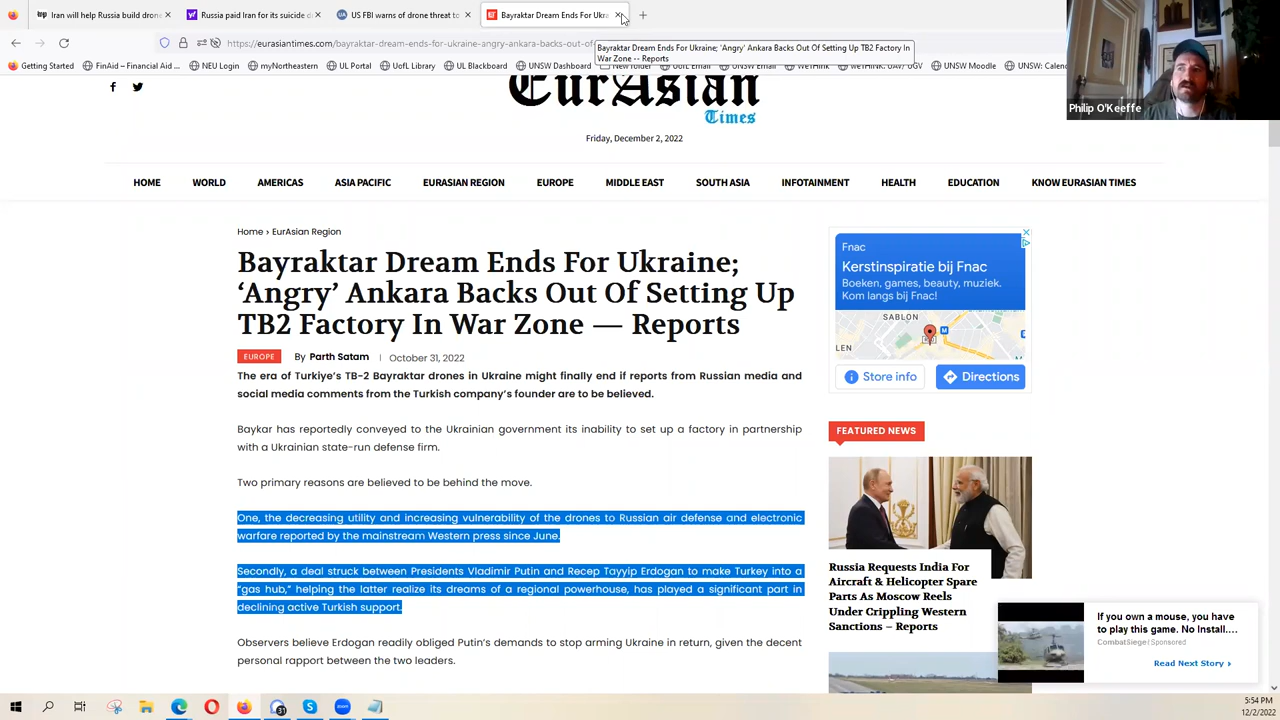 Iran will help Russia build drone
Russia paid Iran for its suicide d
US FBI warns of drone threat to
Bayraktar Dream Ends For Ukra
https://eurasiantimes.com/bayraktar-dream-ends-for-ukraine-angry-ankara-backs-out-of
Bayraktar Dream Ends For Ukraine; 'Angry' Ankara Backs Out Of Setting Up TB2 Factory In
War Zone -- Reports
Getting Started
FinAid – Financial Ad…
NEU Login
myNortheastern
UL Portal
UofL Library
UL Blackboard
UNSW Dashboard
New folder
UofL Email
UNSW Email
WeThink
UNSW Moodle
UNSW: Calenc
Philip O'Keeffe
EurAsian
Times
Friday, December 2, 2022
HOME WORLD AMERICAS ASIA PACIFIC EURASIAN REGION EUROPE MIDDLE EAST SOUTH ASIA INFOTAINMENT HEALTH EDUCATION KNOW EURASIAN TIMES
Home › EurAsian Region
Bayraktar Dream Ends For Ukraine;
‘Angry’ Ankara Backs Out Of Setting Up
TB2 Factory In War Zone — Reports
EUROPE By Parth Satam | October 31, 2022
The era of Turkiye’s TB-2 Bayraktar drones in Ukraine might finally end if reports from Russian media and
social media comments from the Turkish company’s founder are to be believed.
Baykar has reportedly conveyed to the Ukrainian government its inability to set up a factory in partnership
with a Ukrainian state-run defense firm.
Two primary reasons are believed to be behind the move.
One, the decreasing utility and increasing vulnerability of the drones to Russian air defense and electronic
warfare reported by the mainstream Western press since June.
Secondly, a deal struck between Presidents Vladimir Putin and Recep Tayyip Erdogan to make Turkey into a
“gas hub,” helping the latter realize its dreams of a regional powerhouse, has played a significant part in
declining active Turkish support.
Observers believe Erdogan readily obliged Putin’s demands to stop arming Ukraine in return, given the decent
personal rapport between the two leaders.
Fnac
Kerstinspiratie bij Fnac
Boeken, games, beauty, muziek.
Kom langs bij Fnac!
SABLON
LEN
Store info
Directions
FEATURED NEWS
Russia Requests India For
Aircraft & Helicopter Spare
Parts As Moscow Reels
Under Crippling Western
Sanctions – Reports
If you own a mouse, you have
to play this game. No Install.…
CombatSiege | Sponsored
Read Next Story ›
31
zoom
5:54 PM
12/2/2022